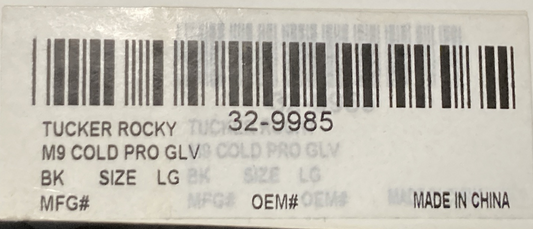 32-9985
TUCKER ROCKY
M9 COLD PRO GLV
BK SIZE LG
MFG# OEM# MADE IN CHINA